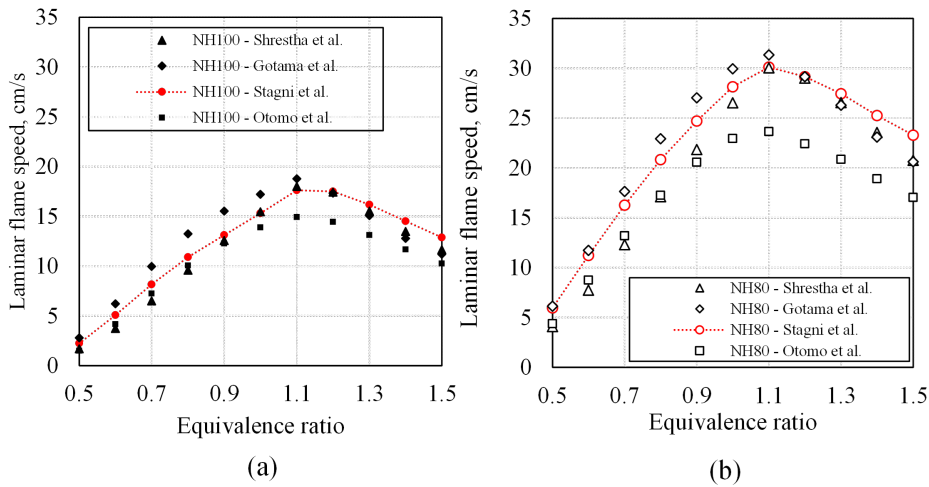 35
30
25
20
15
10
5
0
Laminar flame speed, cm/s
NH100 - Shrestha et al.
NH100 - Gotama et al.
NH100 - Stagni et al.
NH100 - Otomo et al.
0.5 0.7 0.9 1.1 1.3 1.5
Equivalence ratio
(a)
35
30
25
20
15
10
5
0
Laminar flame speed, cm/s
NH80 - Shrestha et al.
NH80 - Gotama et al.
NH80 - Stagni et al.
NH80 - Otomo et al.
0.5 0.7 0.9 1.1 1.3 1.5
Equivalence ratio
(b)